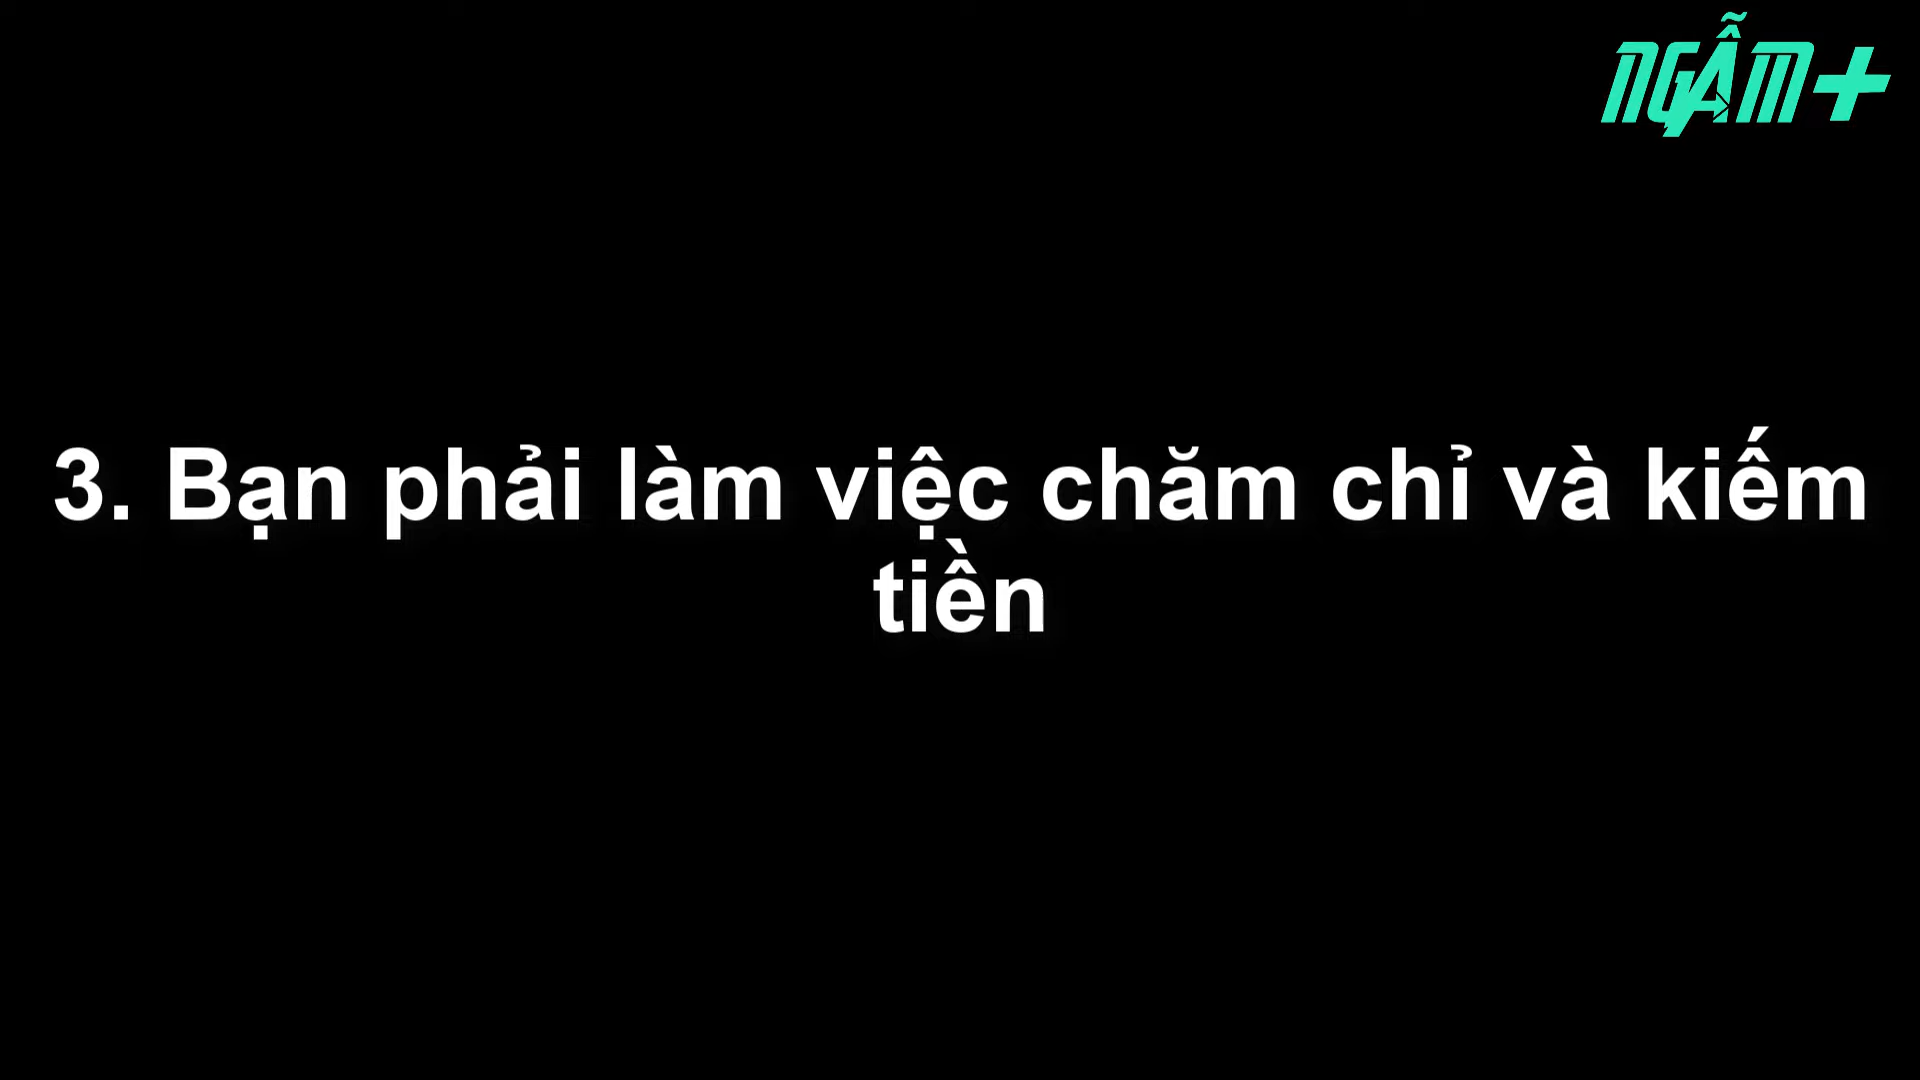 NGẪM+
3. Bạn phải làm việc chăm chỉ và kiếm
tiền